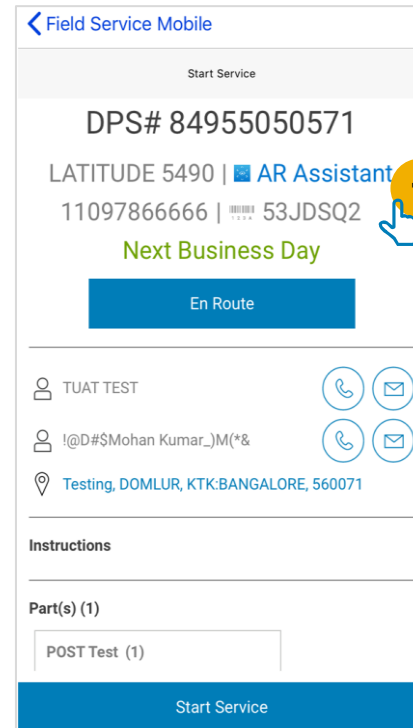 Field Service Mobile
Start Service
DPS# 84955050571
LATITUDE 5490 | AR Assistant
11097866666 | 53JDSQ2
Next Business Day
En Route
TUAT TEST
!@D#$Mohan Kumar_)M(*&
Testing, DOMLUR, KTK:BANGALORE, 560071
Instructions
Part(s) (1)
POST Test (1)
Start Service